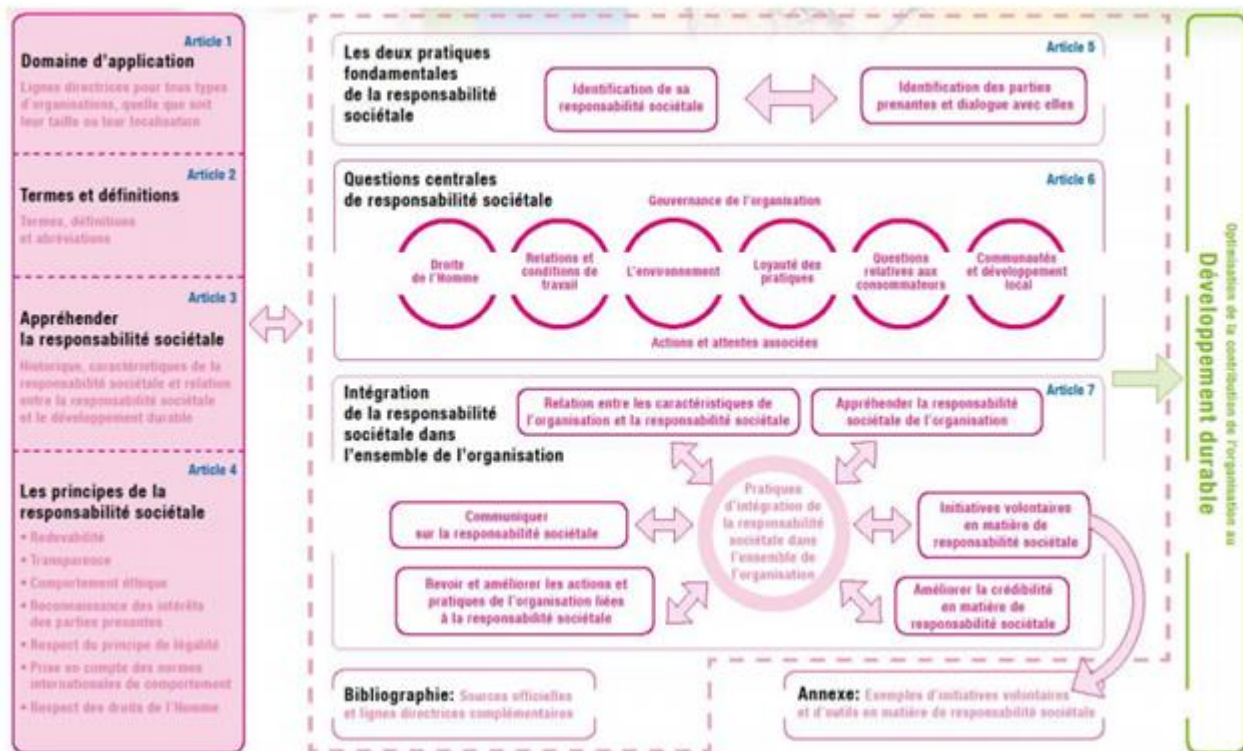 Article 1
Domaine d'application
Lignes directrices pour tous types
d'organisations, quelle que soit
leur taille ou leur localisation
Article 2
Termes et définitions
Termes, définitions
et abréviations
Article 3
Appréhender
la responsabilité sociétale
Historique, caractéristiques de la
responsabilité sociétale et relation
entre la responsabilité sociétale
et le développement durable
Article 4
Les principes de la
responsabilité sociétale
• Redevabilité
• Transparence
• Comportement éthique
• Reconnaissance des intérêts
des parties prenantes
• Respect du principe de légalité
• Prise en compte des normes
internationales de comportement
• Respect des droits de l'Homme
Article 5
Les deux pratiques
fondamentales
de la responsabilité
sociétale
Identification de sa
responsabilité sociétale
Identification des parties
prenantes et dialogue avec elles
Article 6
Questions centrales
de responsabilité sociétale
Gouvernance de l'organisation
Droits
de l'Homme
Relations et
conditions de
travail
L'environnement
Loyauté des
pratiques
Questions
relatives aux
consommateurs
Communautés
et développement
local
Actions et attentes associées
Article 7
Intégration
de la responsabilité
sociétale dans
l'ensemble de l'organisation
Relation entre les caractéristiques de
l'organisation et la responsabilité sociétale
Appréhender la responsabilité
sociétale de l'organisation
Pratiques
d'intégration de
la responsabilité
sociétale dans
l'ensemble de
l'organisation
Communiquer
sur la responsabilité sociétale
Initiatives volontaires
en matière de
responsabilité sociétale
Revoir et améliorer les actions et
pratiques de l'organisation liées
à la responsabilité sociétale
Améliorer la crédibilité
en matière de
responsabilité sociétale
Bibliographie: Sources officielles
et lignes directrices complémentaires
Annexe: Exemples d'initiatives volontaires
et d'outils en matière de responsabilité sociétale
Optimisation de la contribution de l'organisation au
Développement durable